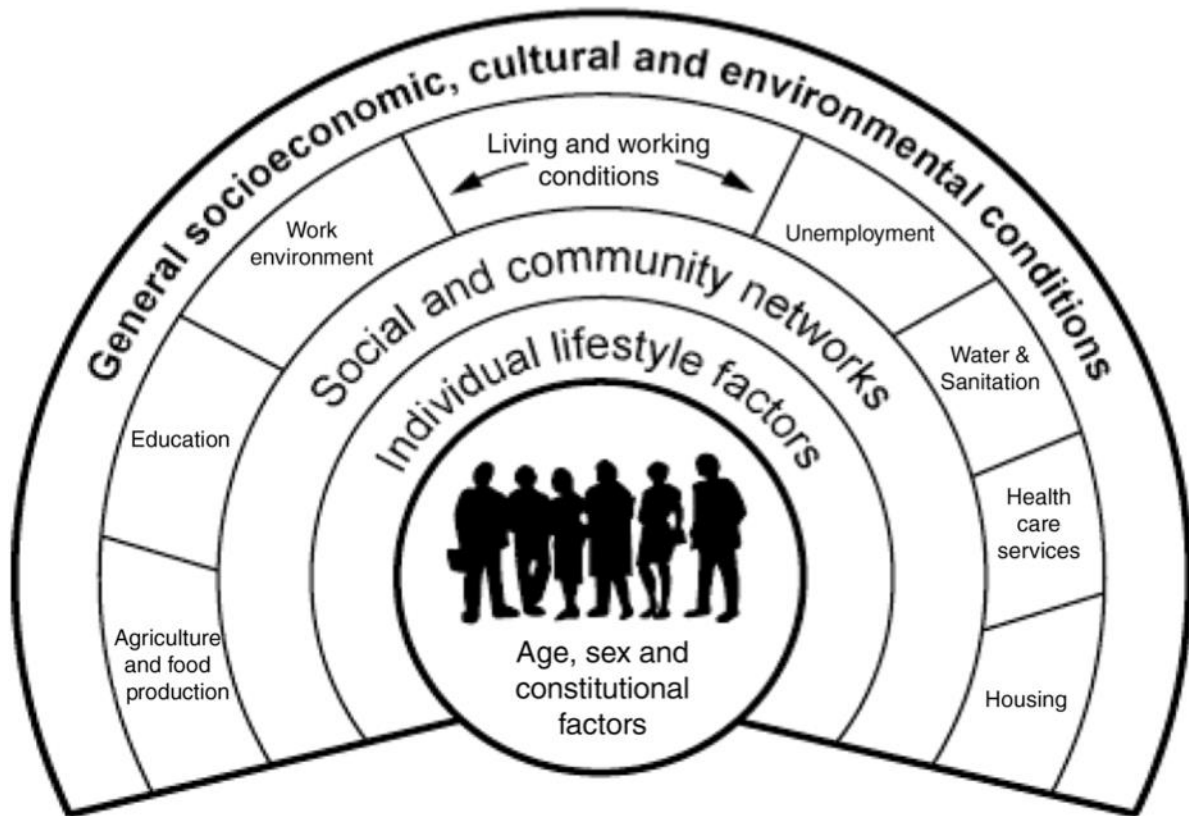 General socioeconomic, cultural and environmental conditions
Living and working
conditions
Agriculture
and food
production
Education
Work
environment
Unemployment
Water &
Sanitation
Health
care
services
Housing
Social and community networks
Individual lifestyle factors
Age, sex and
constitutional
factors